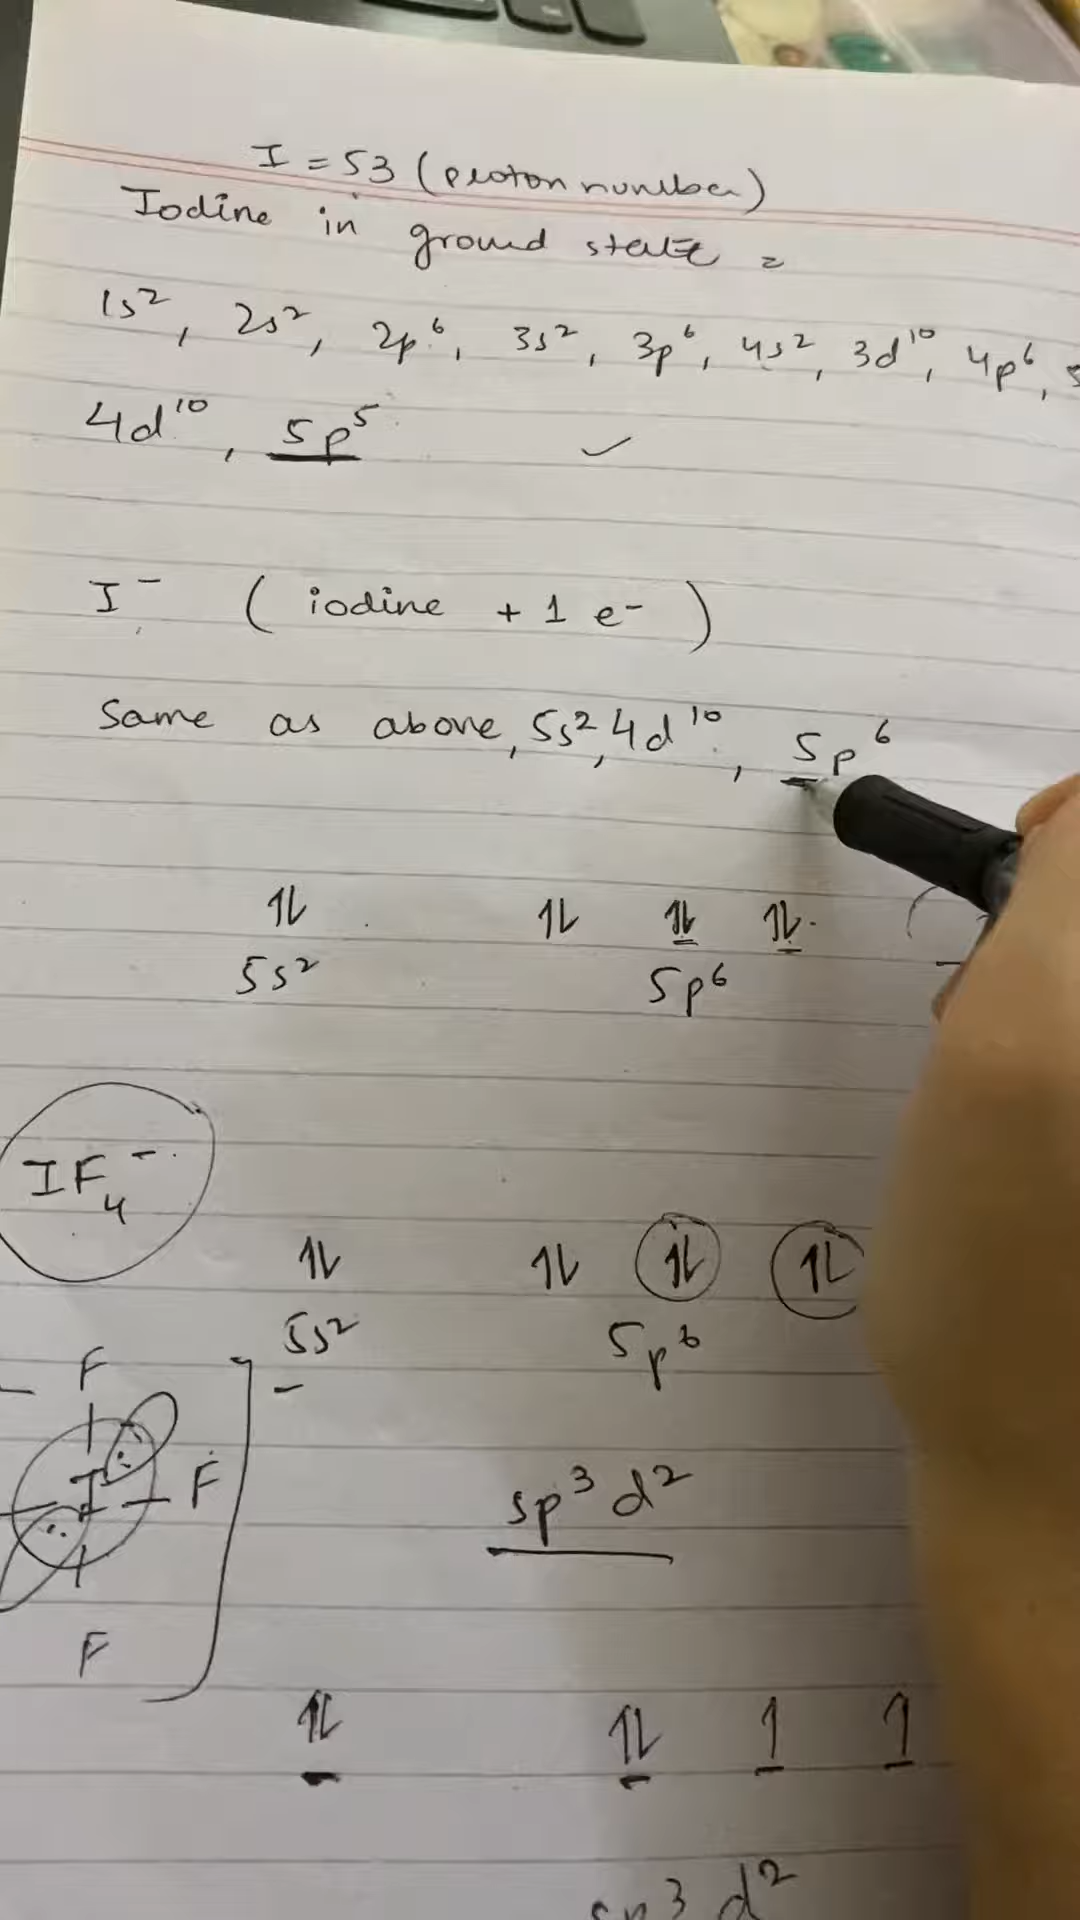 I = 53 (proton number)
Iodine in ground state =
1s², 2s², 2p⁶, 3s², 3p⁶, 4s², 3d¹⁰, 4p⁶, 5
4d¹⁰, 5p⁵ ✓
I⁻ ( iodine + 1 e⁻ )
Same as above, 5s², 4d¹⁰, 5p⁶
⥮ ⥮ ⥮ ⥮
5s² 5p⁶
IF₄⁻
⥮ ⥮ ⥮ ⥮
5s² 5p⁶
F
I F
F
sp³d²
⥮ ⥮ ↿ ↿
sp³d²